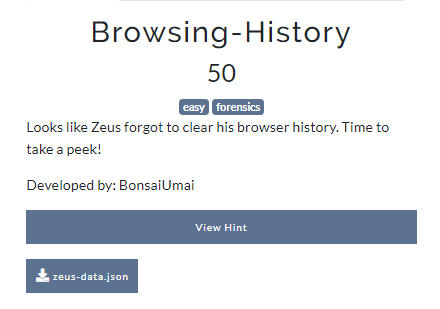 Browsing-History
50
easy forensics
Looks like Zeus forgot to clear his browser history. Time to
take a peek!
Developed by: BonsaiUmai
View Hint
zeus-data.json